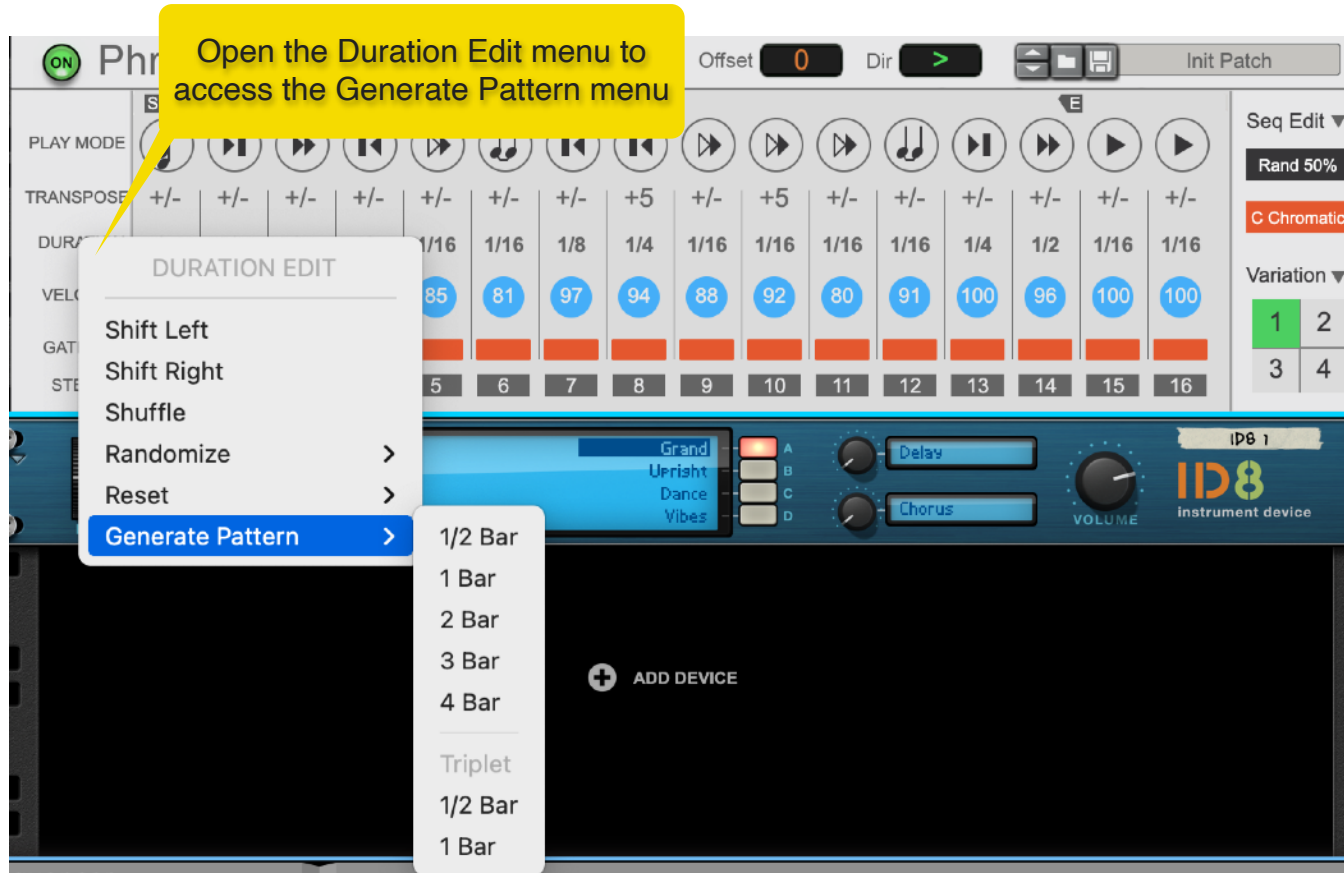 Open the Duration Edit menu to
access the Generate Pattern menu
ON
Offset 0 Dir >
Init Patch
S E
PLAY MODE
TRANSPOSE +/- +/- +/- +/- +/- +/- +/- +5 +/- +5 +/- +/- +/- +/- +/- +/-
1/16 1/16 1/8 1/4 1/16 1/16 1/16 1/16 1/4 1/2 1/16 1/16
85 81 97 94 88 92 80 91 100 96 100 100
5 6 7 8 9 10 11 12 13 14 15 16
Seq Edit
Rand 50%
C Chromatic
Variation
1 2
3 4
DURATION EDIT
Shift Left
Shift Right
Shuffle
Randomize
Reset
Generate Pattern
1/2 Bar
1 Bar
2 Bar
3 Bar
4 Bar
Triplet
1/2 Bar
1 Bar
Grand A
Upright B
Dance C
Vibes D
Delay
Chorus
VOLUME
ID8 1
ID8
instrument device
ADD DEVICE